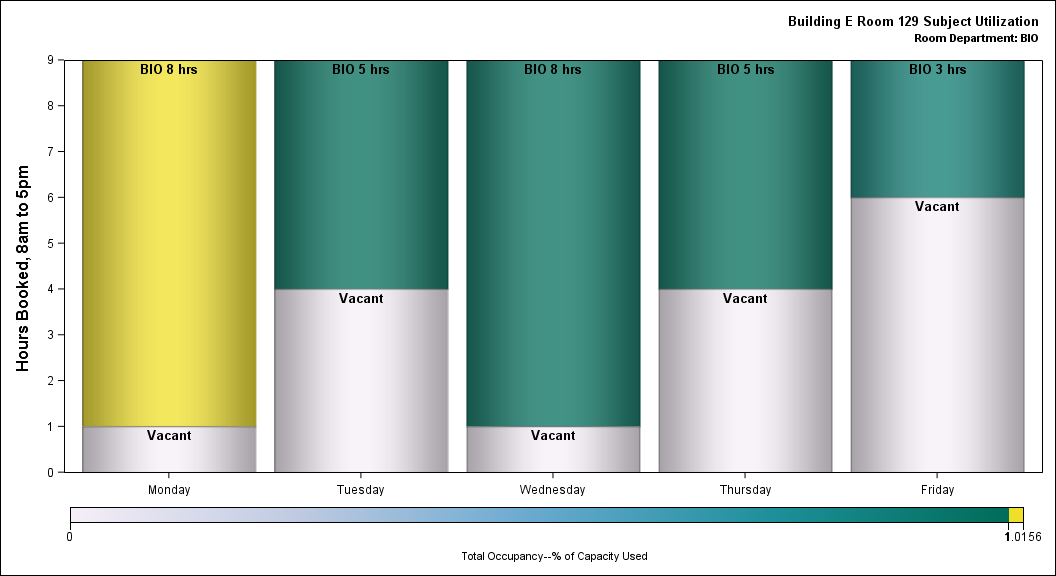 Building E Room 129 Subject Utilization
Room Department: BIO
Hours Booked, 8am to 5pm
9
8
7
6
5
4
3
2
1
0
BIO 8 hrs
BIO 5 hrs
BIO 8 hrs
BIO 5 hrs
BIO 3 hrs
Vacant
Vacant
Vacant
Vacant
Vacant
Monday
Tuesday
Wednesday
Thursday
Friday
0
1.0156
Total Occupancy--% of Capacity Used